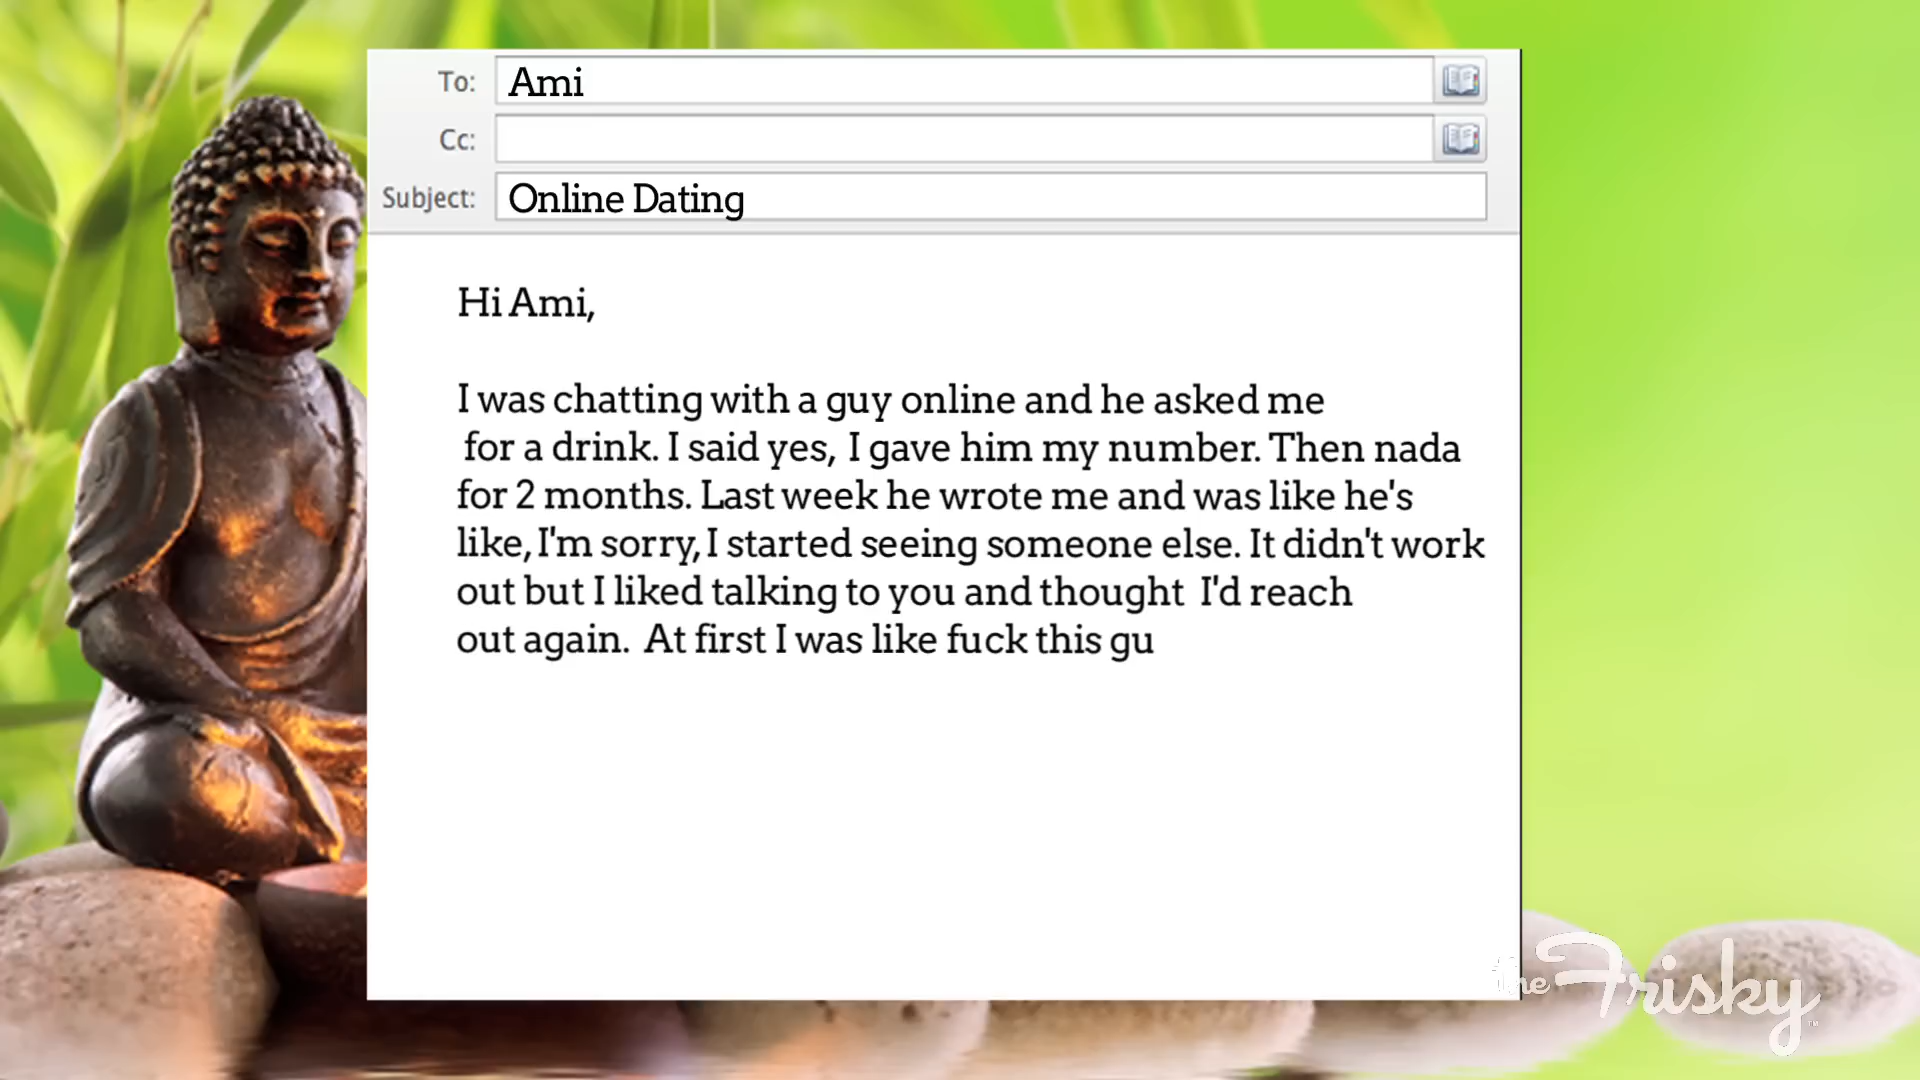 To: Ami
Cc:
Subject: Online Dating
Hi Ami,
I was chatting with a guy online and he asked me
for a drink. I said yes, I gave him my number. Then nada
for 2 months. Last week he wrote me and was like he's
like, I'm sorry, I started seeing someone else. It didn't work
out but I liked talking to you and thought I'd reach
out again. At first I was like fuck this gu
the Frisky™